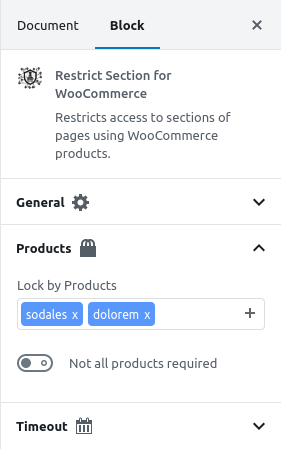 Document Block ×
Restrict Section for
WooCommerce
Restricts access to sections of
pages using WooCommerce
products.
General
Products
Lock by Products
sodales x dolorem x +
Not all products required
Timeout